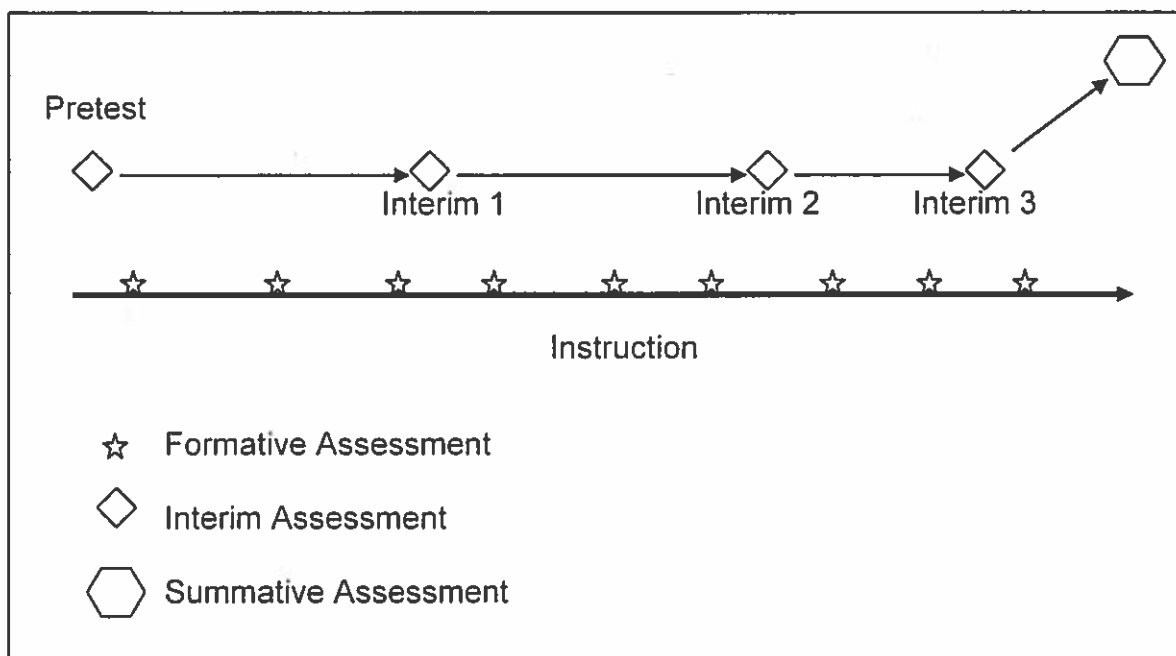 Pretest
Interim 1 Interim 2 Interim 3
Instruction
Formative Assessment
Interim Assessment
Summative Assessment